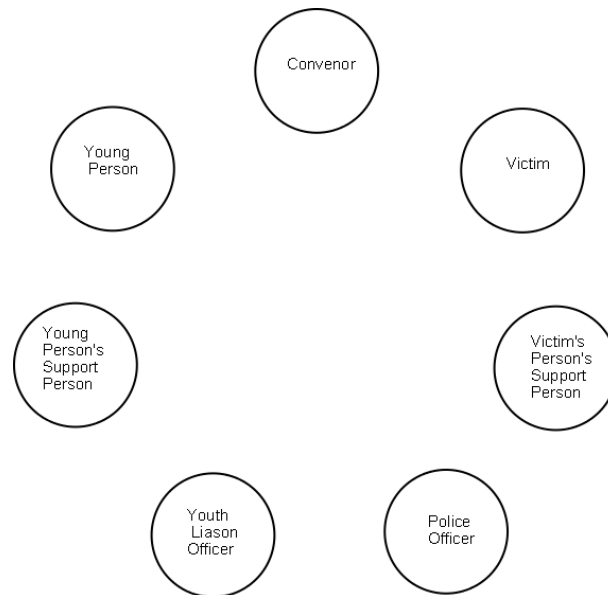 Convenor
Young
Person
Victim
Young
Person's
Support
Person
Victim's
Person's
Support
Person
Youth
Liason
Officer
Police
Officer